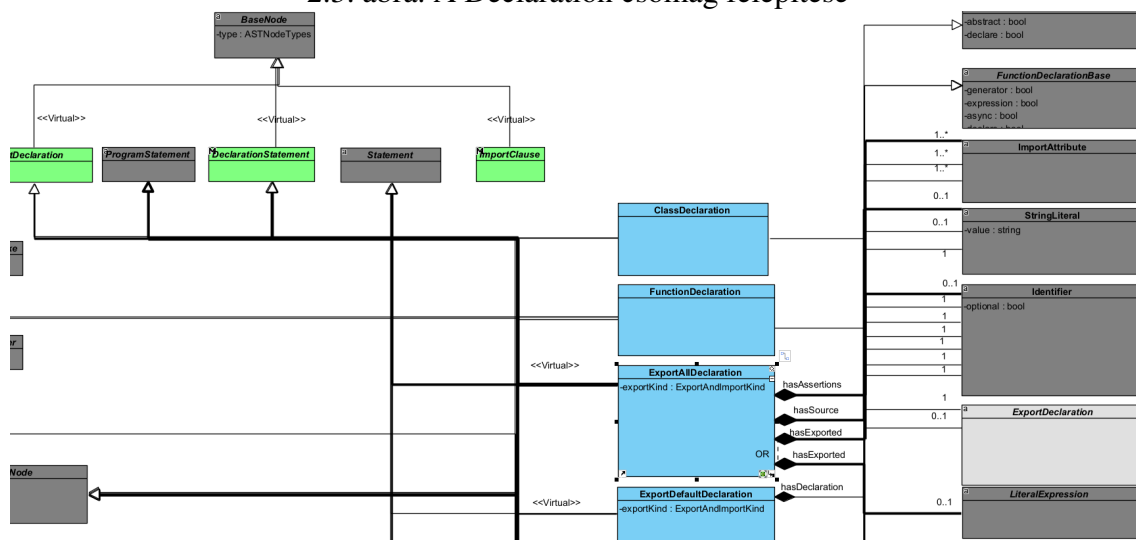 2.3. ábra: A Declaration csomag felépítése
BaseNode
-type : ASTNodeTypes
-abstract : bool
-declare : bool
FunctionDeclarationBase
-generator : bool
-expression : bool
-async : bool
<<Virtual>>
<<Virtual>>
<<Virtual>>
tDeclaration
ProgramStatement
DeclarationStatement
Statement
ImportClause
1..*
1..*
1..*
ImportAttribute
0..1
0..1
1
StringLiteral
-value : string
ClassDeclaration
FunctionDeclaration
0..1
1
1
1
1
1
1
Identifier
-optional : bool
<<Virtual>>
ExportAllDeclaration
-exportKind : ExportAndImportKind
OR
hasAssertions
hasSource
hasExported
hasExported
1
0..1
ExportDeclaration
Node
<<Virtual>>
ExportDefaultDeclaration
-exportKind : ExportAndImportKind
hasDeclaration
0..1
LiteralExpression